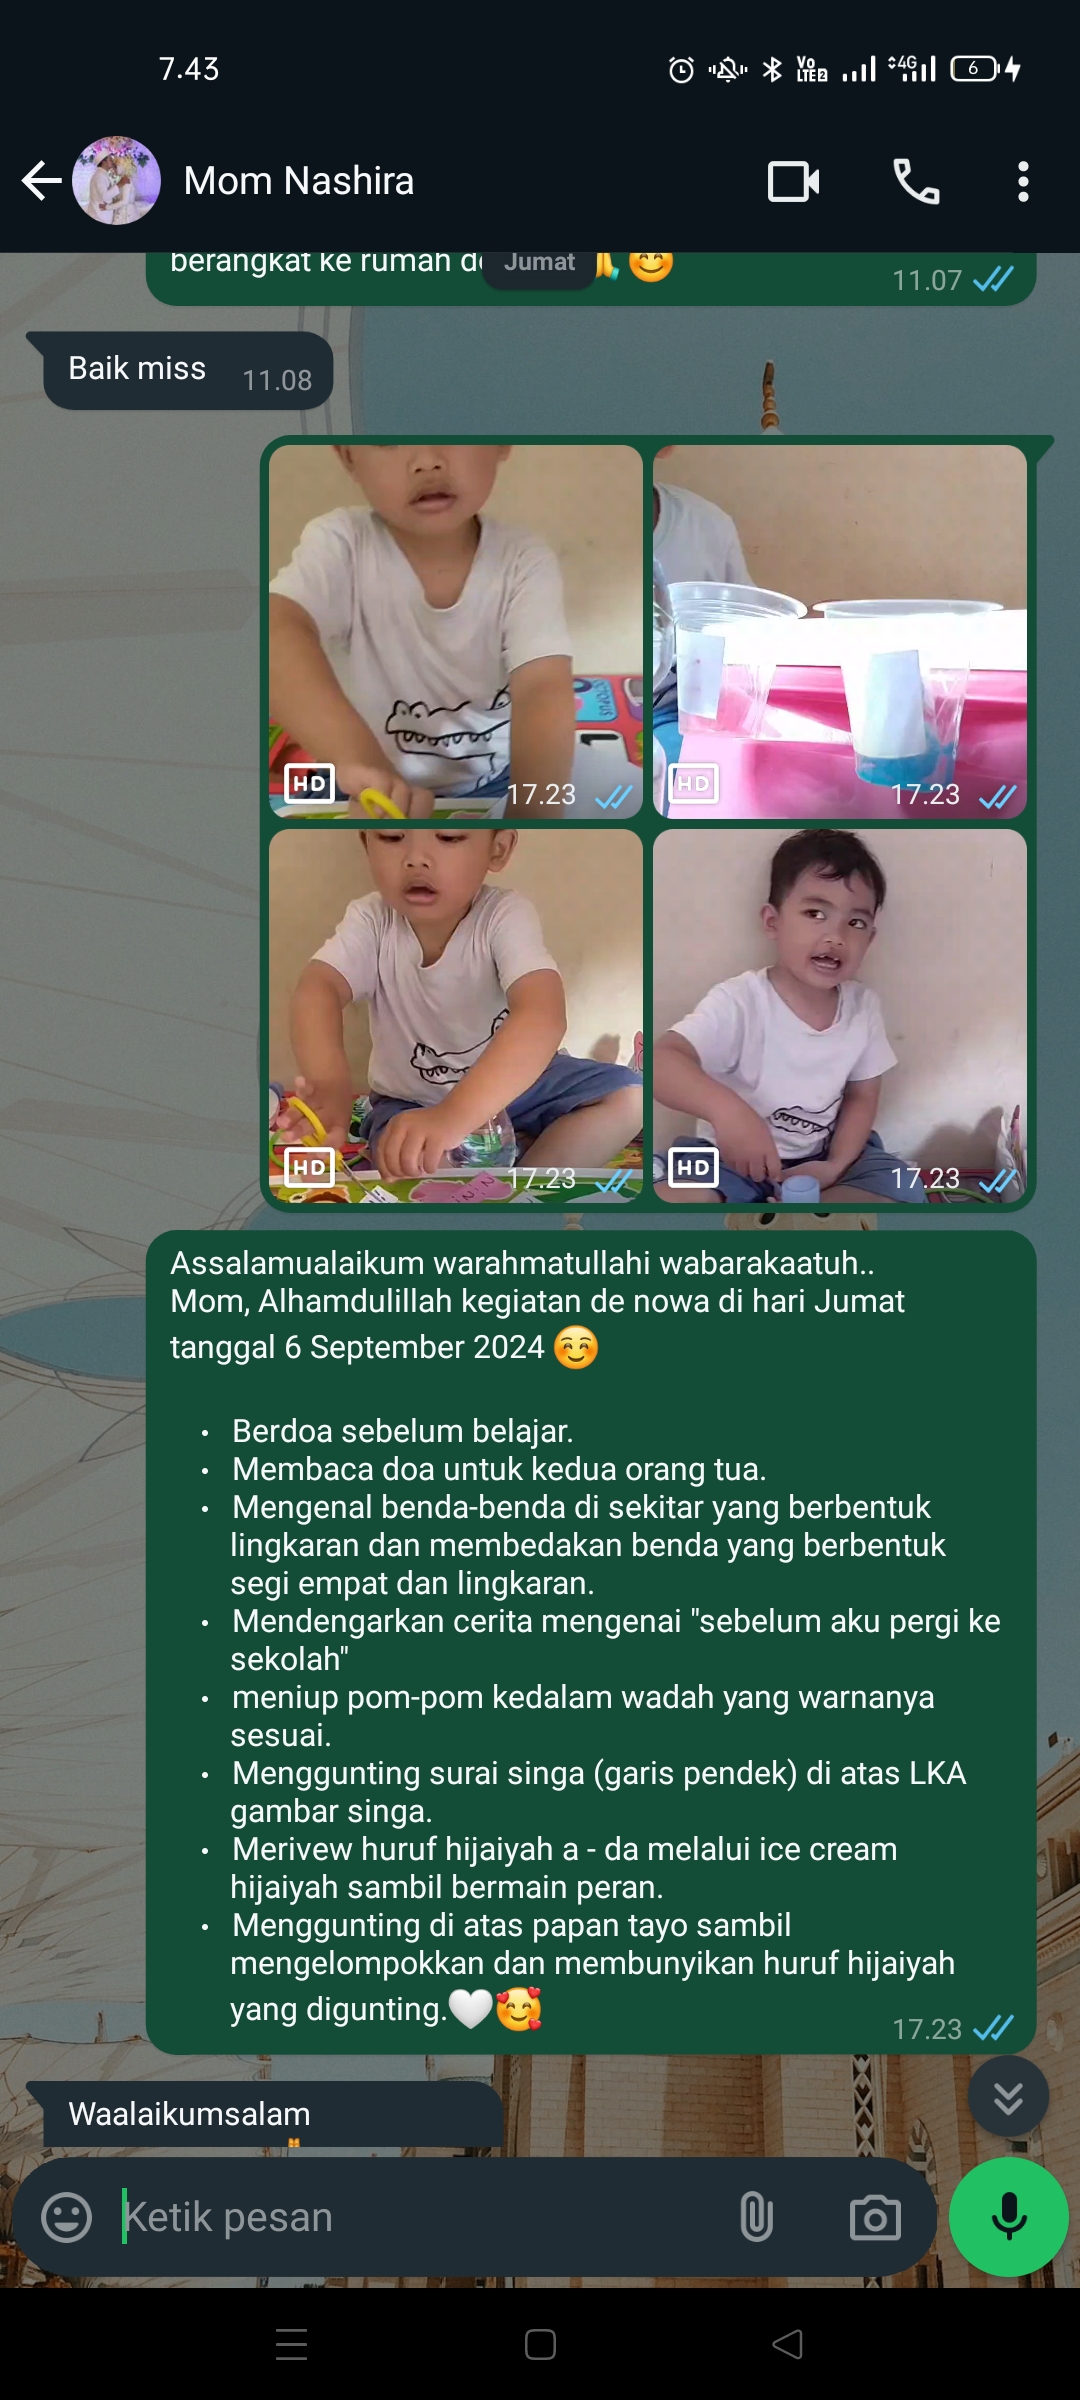 7.43
Vo LTE2 4G 6
Mom Nashira
berangkat ke rumah
Jumat
11.07
Baik miss 11.08
HD 17.23
HD 17.23
HD 17.23
HD 17.23
Assalamualaikum warahmatullahi wabarakaatuh..
Mom, Alhamdulillah kegiatan de nowa di hari Jumat
tanggal 6 September 2024 ☺️
• Berdoa sebelum belajar.
• Membaca doa untuk kedua orang tua.
• Mengenal benda-benda di sekitar yang berbentuk
lingkaran dan membedakan benda yang berbentuk
segi empat dan lingkaran.
• Mendengarkan cerita mengenai "sebelum aku pergi ke
sekolah"
• meniup pom-pom kedalam wadah yang warnanya
sesuai.
• Menggunting surai singa (garis pendek) di atas LKA
gambar singa.
• Merivew huruf hijaiyah a - da melalui ice cream
hijaiyah sambil bermain peran.
• Menggunting di atas papan tayo sambil
mengelompokkan dan membunyikan huruf hijaiyah
yang digunting.🤍🥰
17.23
Waalaikumsalam
Ketik pesan